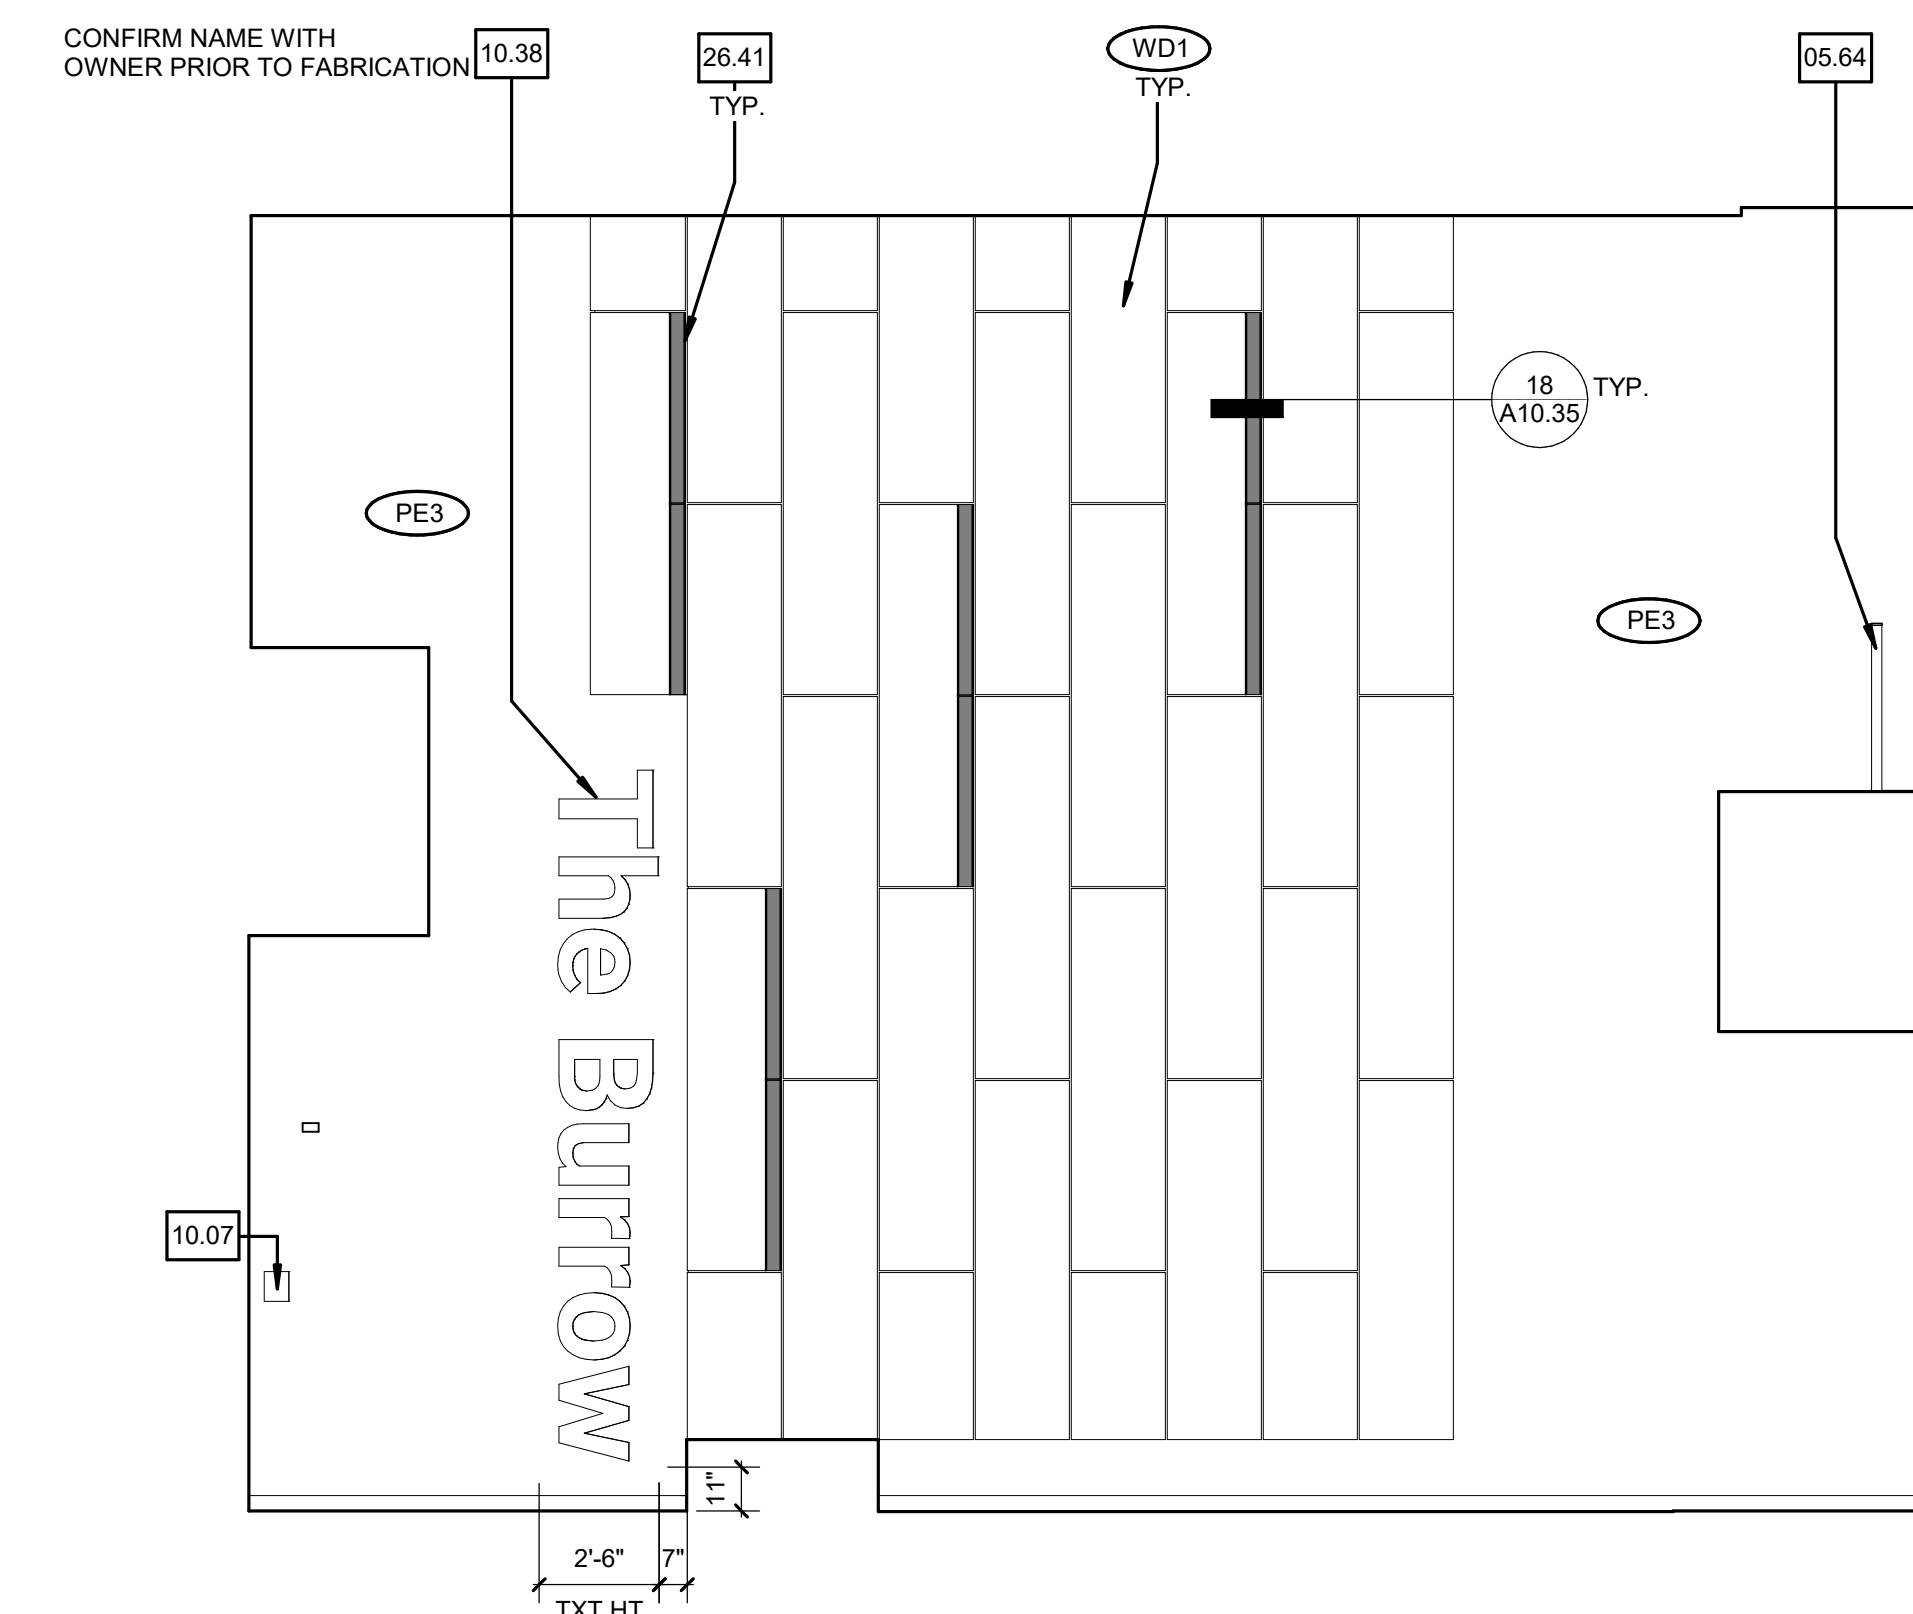 CONFIRM NAME WITH
OWNER PRIOR TO FABRICATION
10.38
26.41
TYP.
WD1
TYP.
05.64
18
A10.35
TYP.
PE3
PE3
The Burrow
10.07
11"
2'-6"
7"
TXT HT